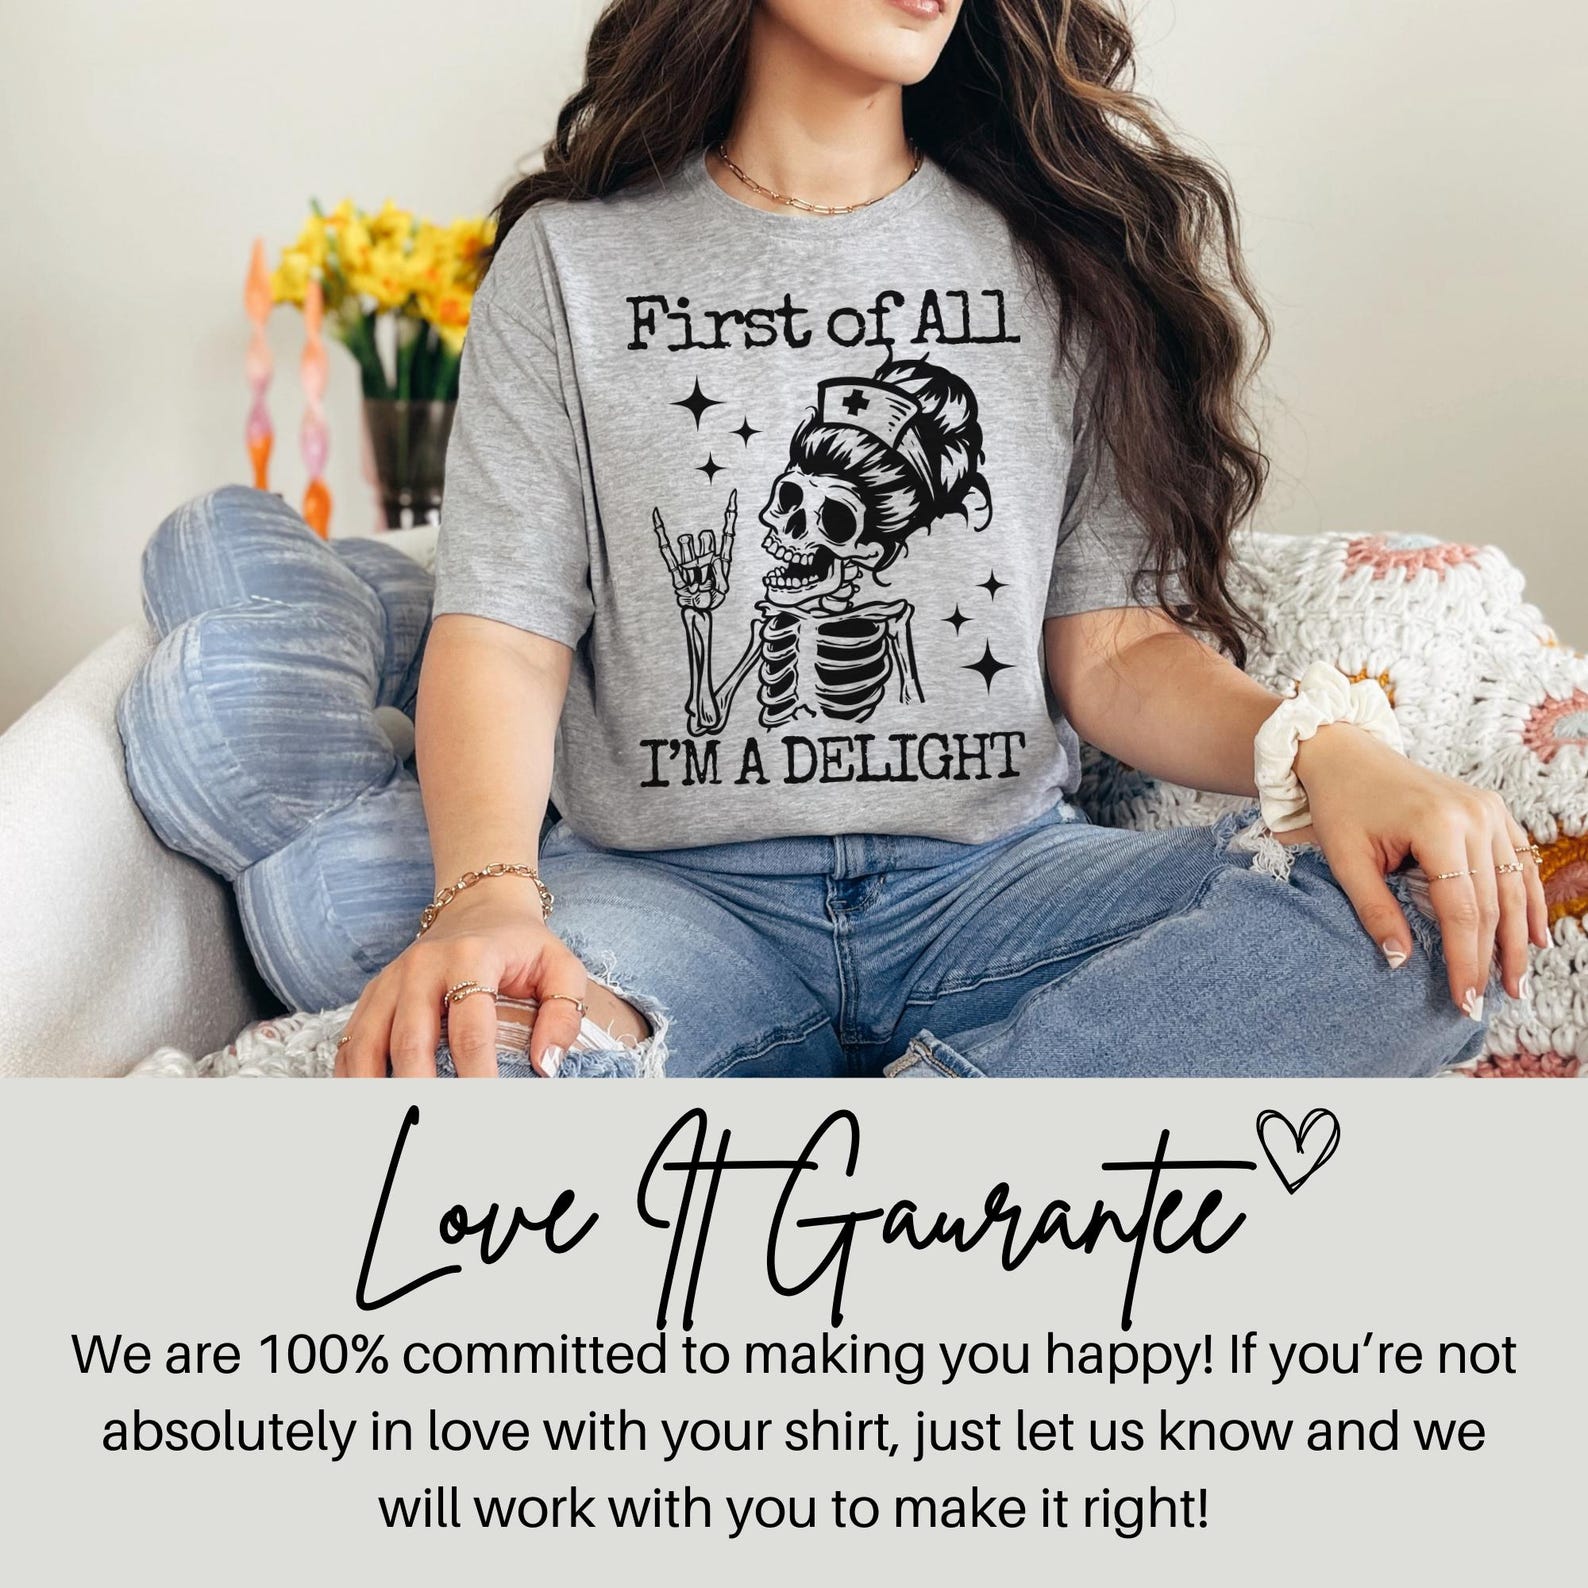 First of All
I'M A DELIGHT
Love It Gaurantee
We are 100% committed to making you happy! If you're not
absolutely in love with your shirt, just let us know and we
will work with you to make it right!